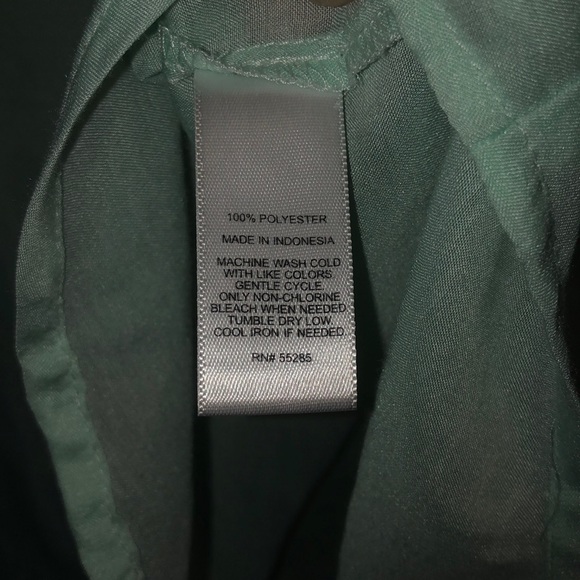 100% POLYESTER
MADE IN INDONESIA
MACHINE WASH COLD
WITH LIKE COLORS.
GENTLE CYCLE.
ONLY NON-CHLORINE
BLEACH WHEN NEEDED.
TUMBLE DRY LOW.
COOL IRON IF NEEDED.
RN# 55285